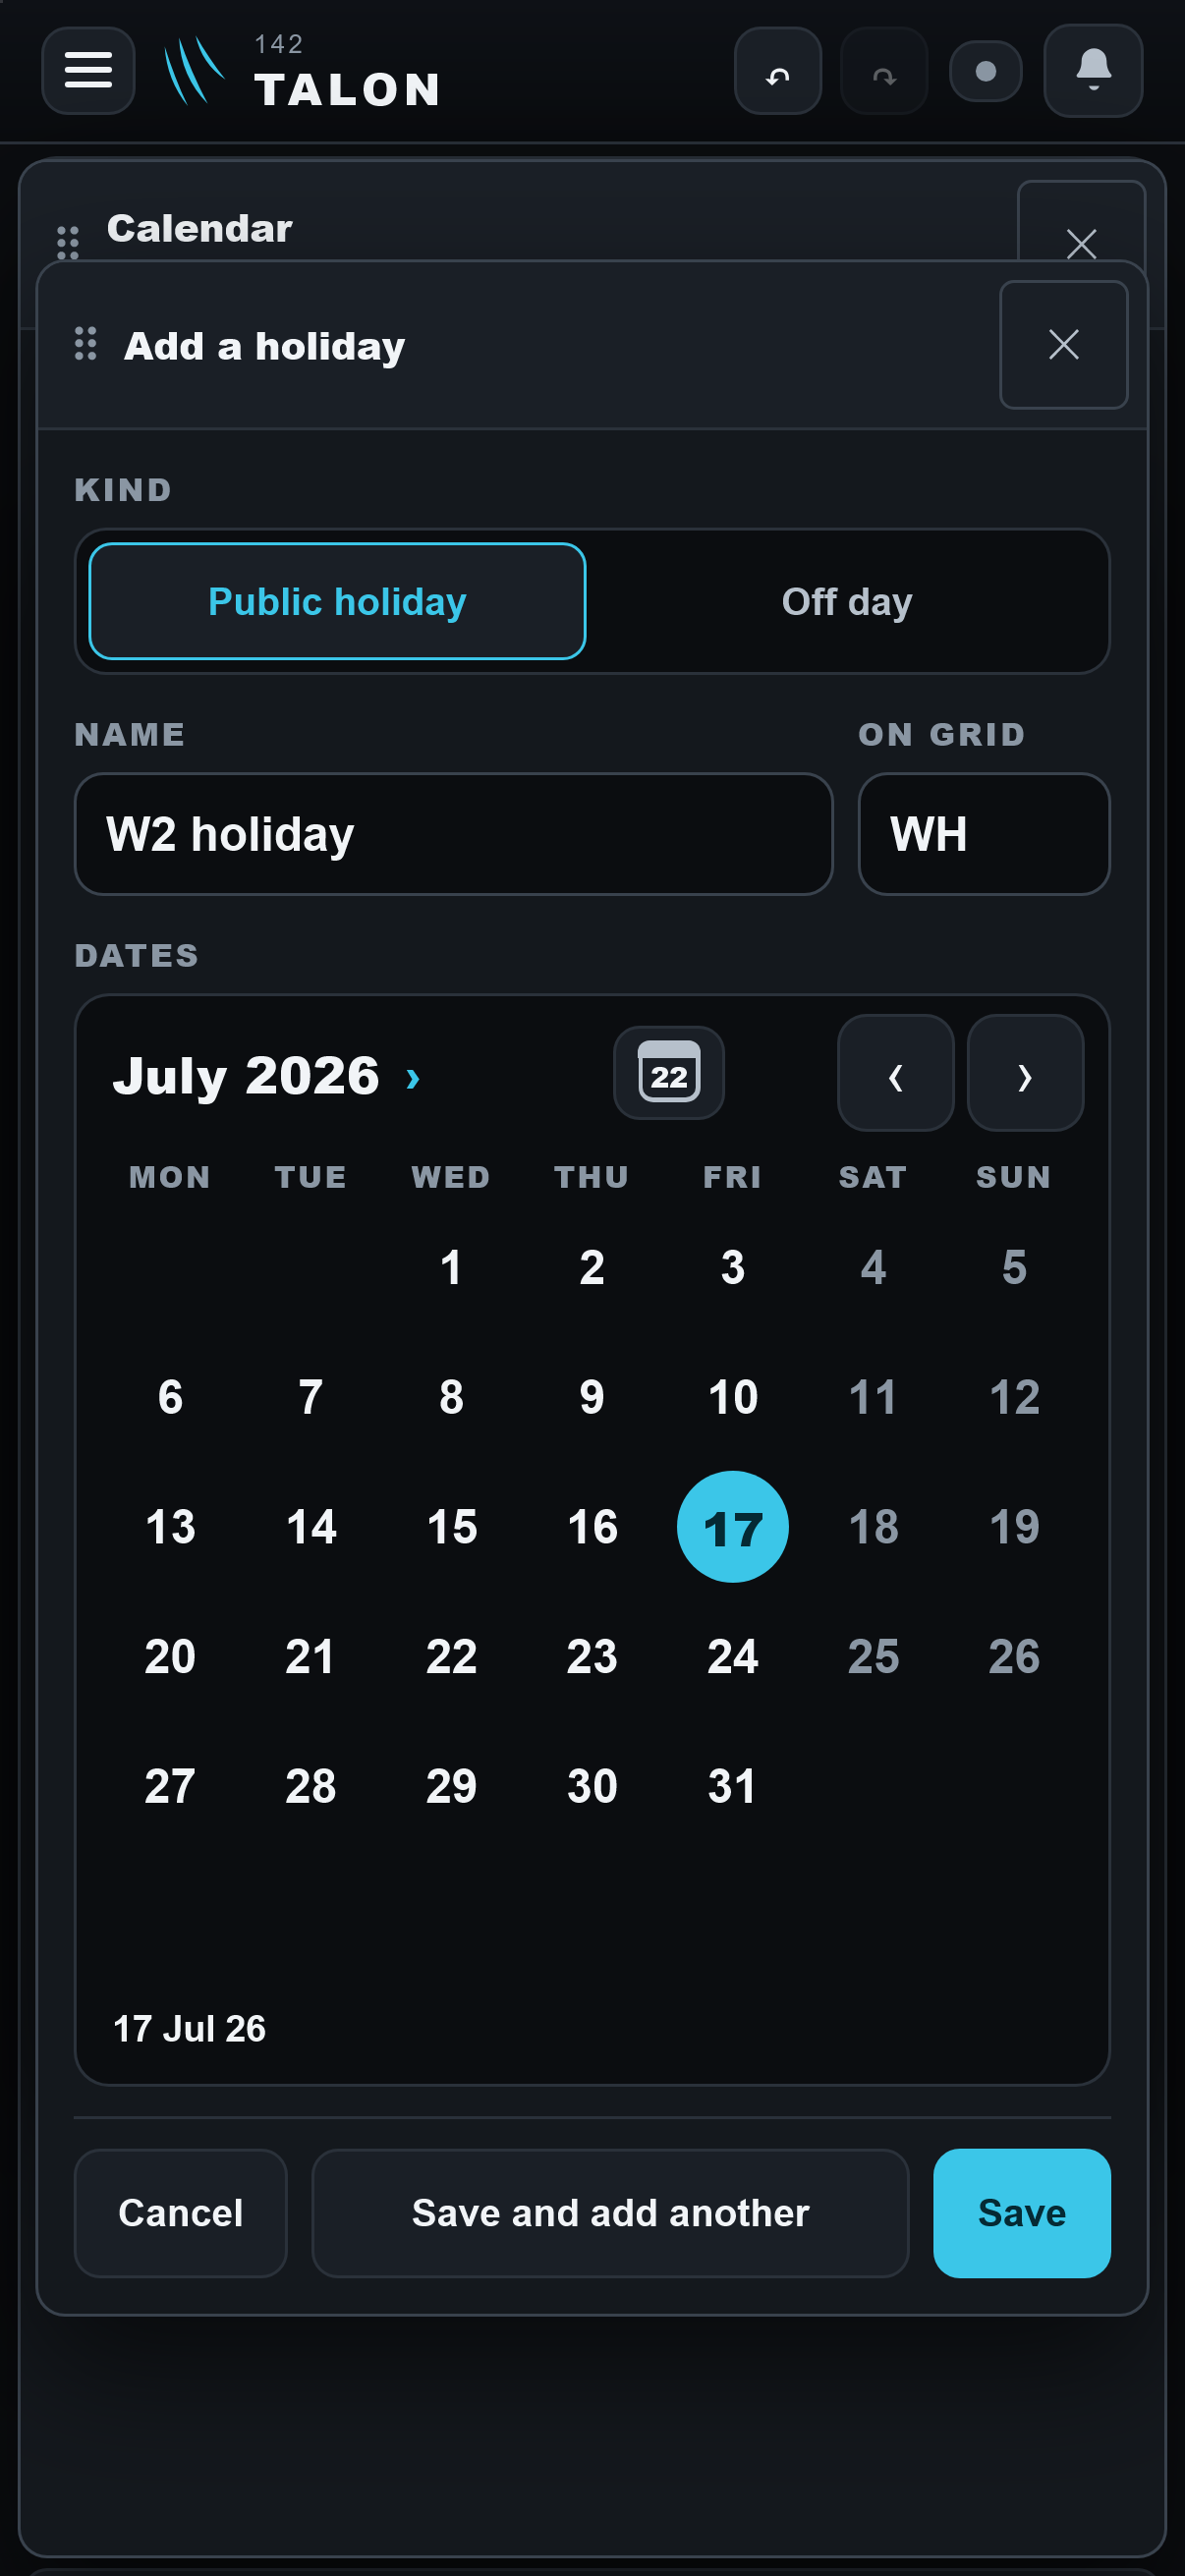 142
TALON
Calendar
Add a holiday
KIND
Public holiday Off day
NAME ON GRID
W2 holiday WH
DATES
July 2026 › 22 ‹ ›
MON TUE WED THU FRI SAT SUN
1 2 3 4 5
6 7 8 9 10 11 12
13 14 15 16 17 18 19
20 21 22 23 24 25 26
27 28 29 30 31
17 Jul 26
Cancel Save and add another Save